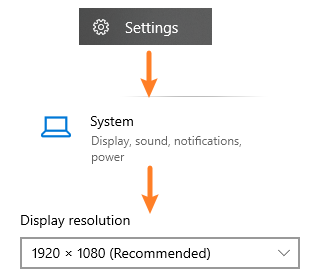 Settings
System
Display, sound, notifications,
power
Display resolution
1920 × 1080 (Recommended)